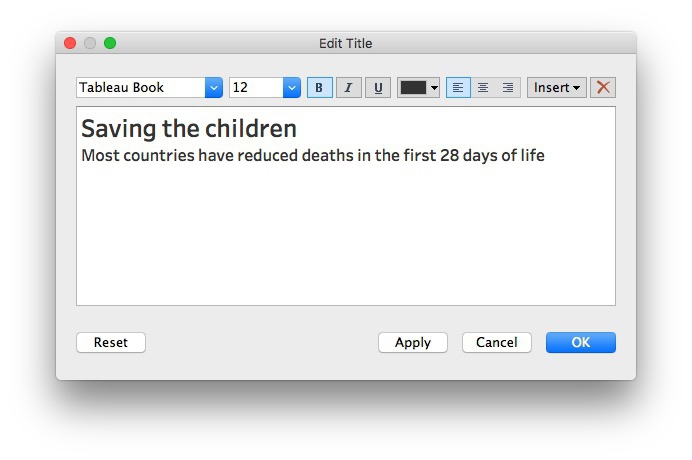 Edit Title
Tableau Book 12 B I U Insert
Saving the children
Most countries have reduced deaths in the first 28 days of life
Reset Apply Cancel OK